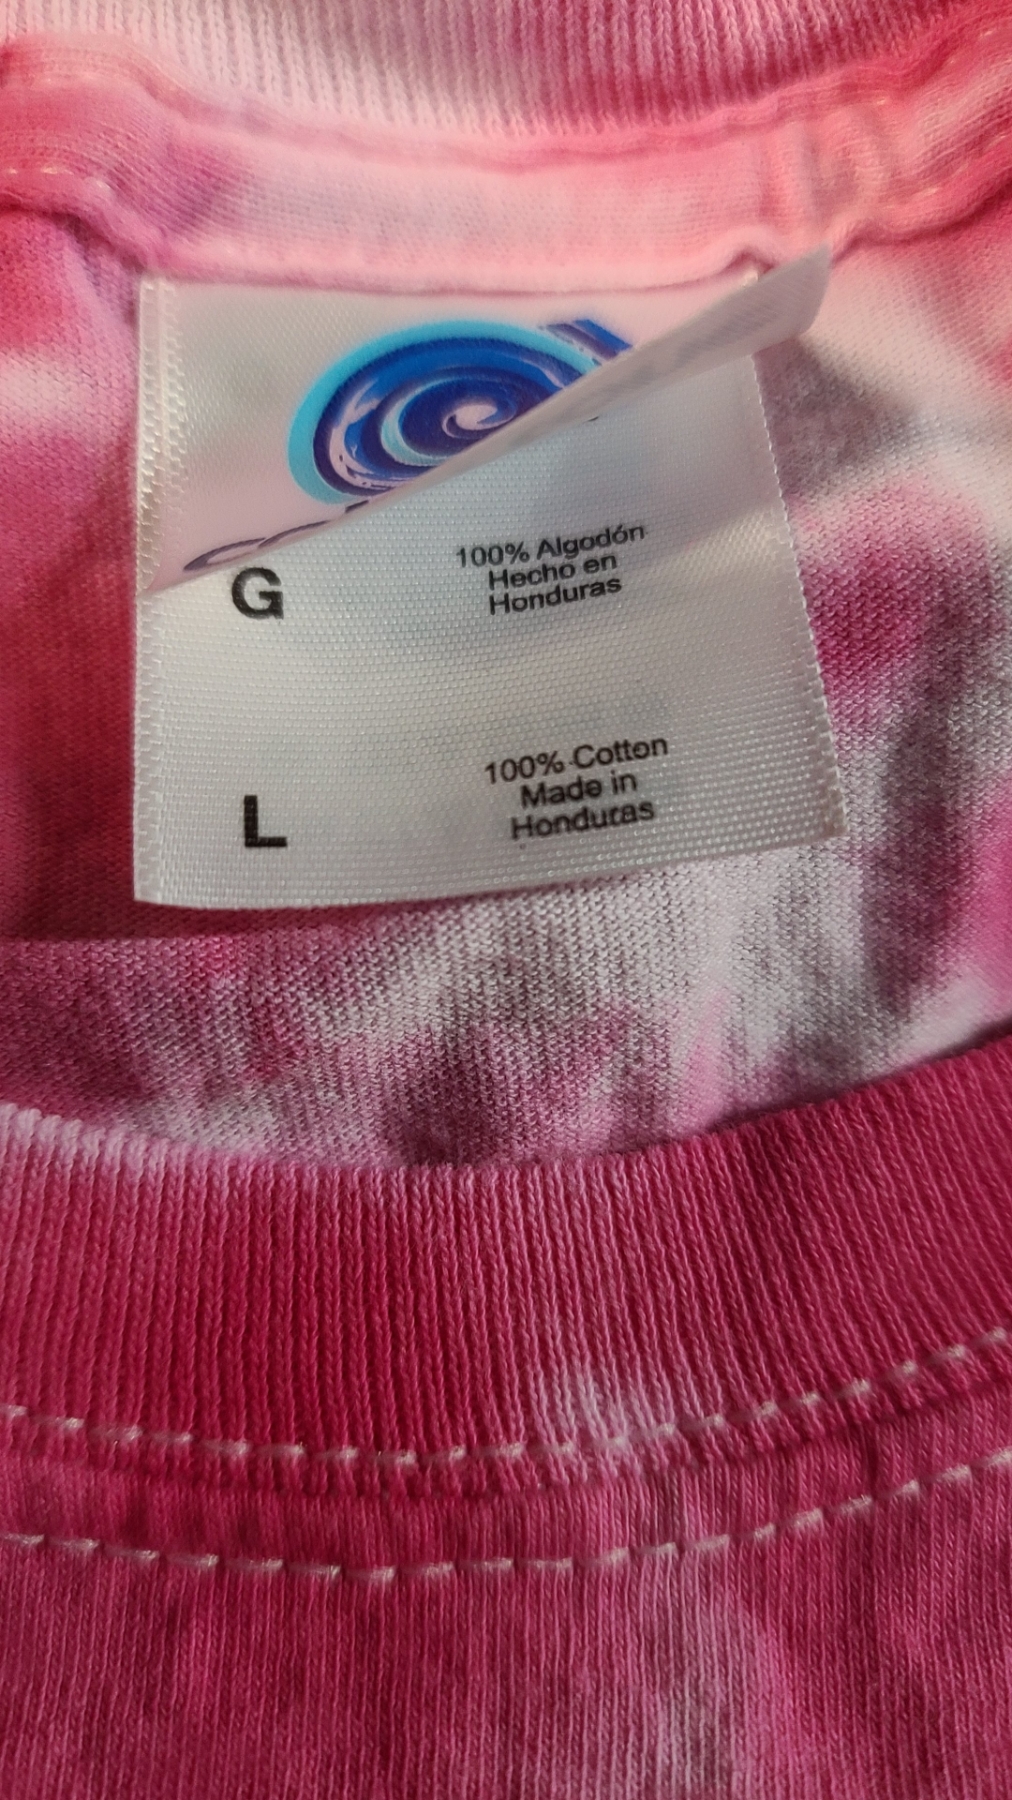 G
100% Algodón
Hecho en
Honduras
L
100% Cotton
Made in
Honduras